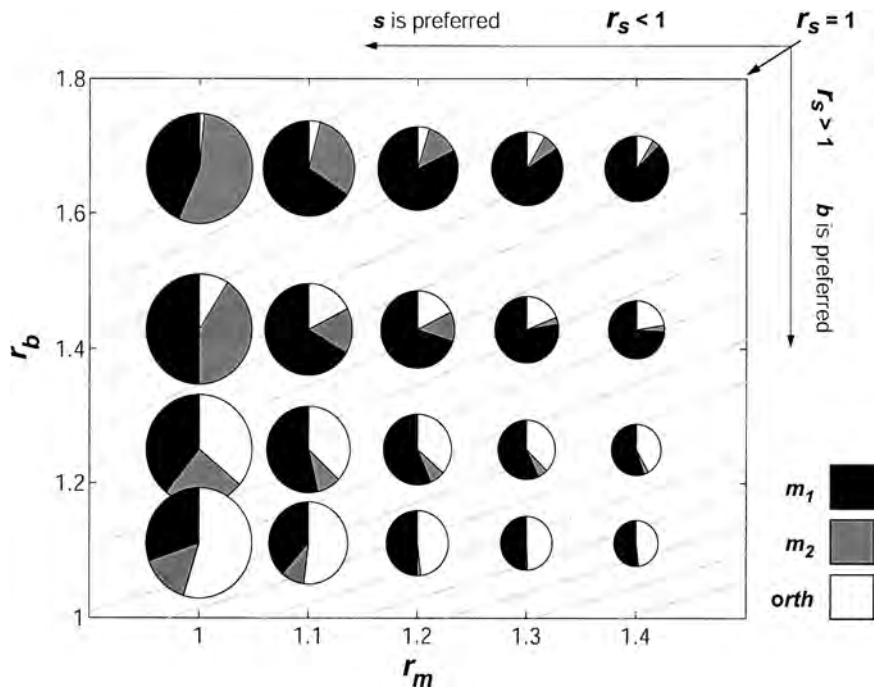 s is preferred r_s < 1 r_s = 1
r_s > 1
b is preferred
1.8
1.6
1.4
1.2
1
r_b
1 1.1 1.2 1.3 1.4
r_m
m_1
m_2
orth